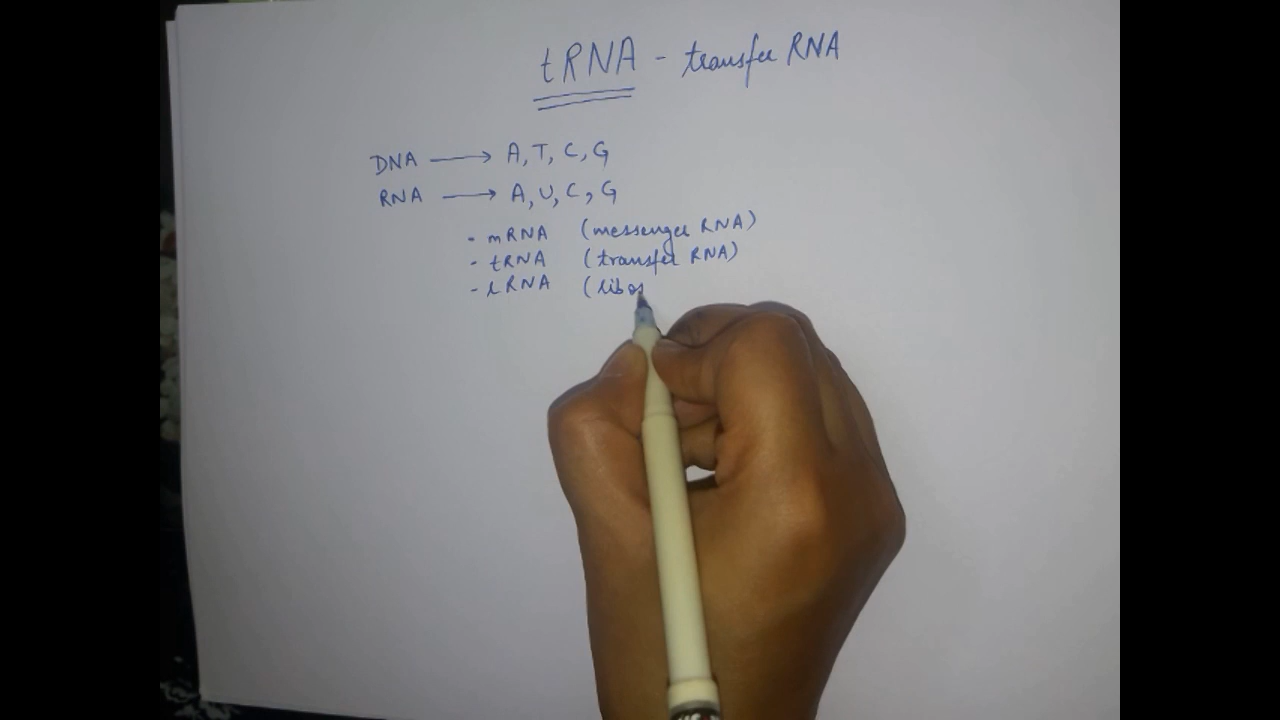 tRNA - transfer RNA
DNA → A, T, C, G
RNA → A, U, C, G
- mRNA (messenger RNA)
- tRNA (transfer RNA)
- rRNA (ribos